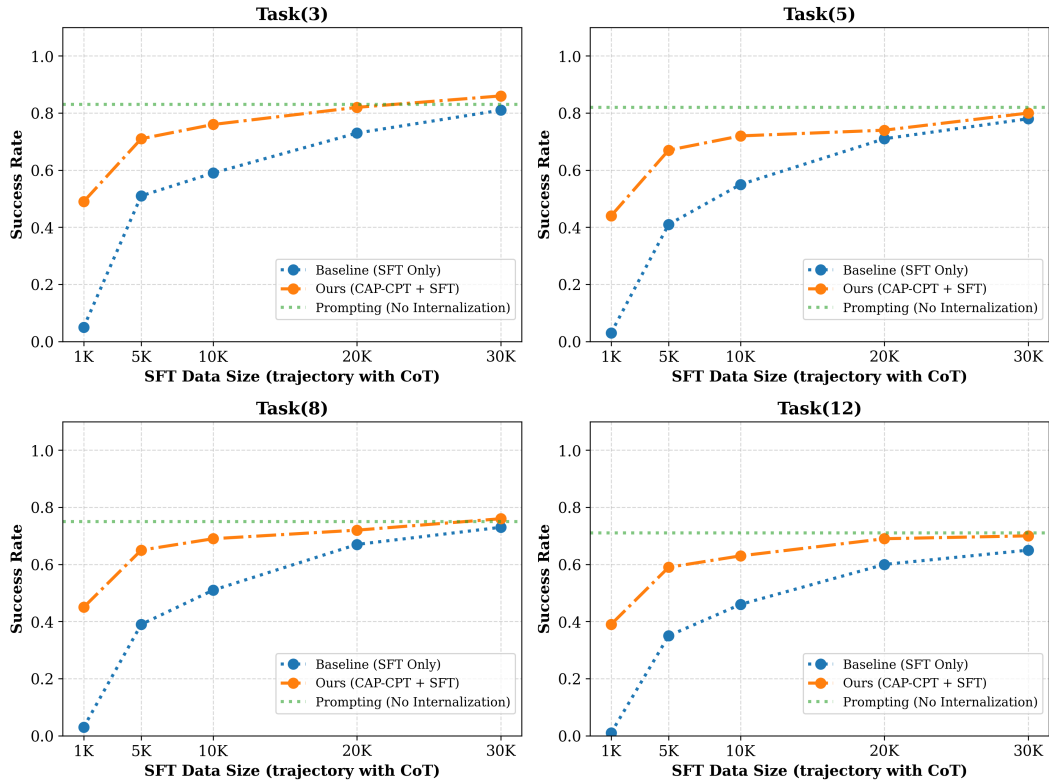 Task(3)
1.0
0.8
0.6
0.4
0.2
0.0
Success Rate
Baseline (SFT Only)
Ours (CAP-CPT + SFT)
Prompting (No Internalization)
1K 5K 10K 20K 30K
SFT Data Size (trajectory with CoT)
Task(5)
1.0
0.8
0.6
0.4
0.2
0.0
Success Rate
Baseline (SFT Only)
Ours (CAP-CPT + SFT)
Prompting (No Internalization)
1K 5K 10K 20K 30K
SFT Data Size (trajectory with CoT)
Task(8)
1.0
0.8
0.6
0.4
0.2
0.0
Success Rate
Baseline (SFT Only)
Ours (CAP-CPT + SFT)
Prompting (No Internalization)
1K 5K 10K 20K 30K
SFT Data Size (trajectory with CoT)
Task(12)
1.0
0.8
0.6
0.4
0.2
0.0
Success Rate
Baseline (SFT Only)
Ours (CAP-CPT + SFT)
Prompting (No Internalization)
1K 5K 10K 20K 30K
SFT Data Size (trajectory with CoT)